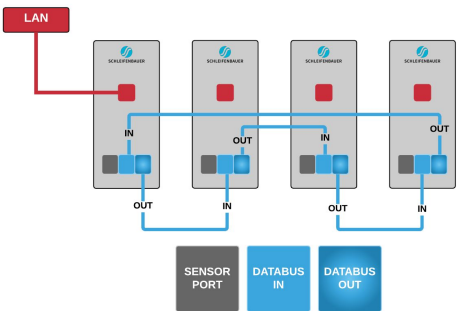 LAN
SCHLEIFENBAUER
SCHLEIFENBAUER
SCHLEIFENBAUER
SCHLEIFENBAUER
IN
OUT
IN
OUT
OUT
IN
OUT
IN
SENSOR
PORT
DATABUS
IN
DATABUS
OUT